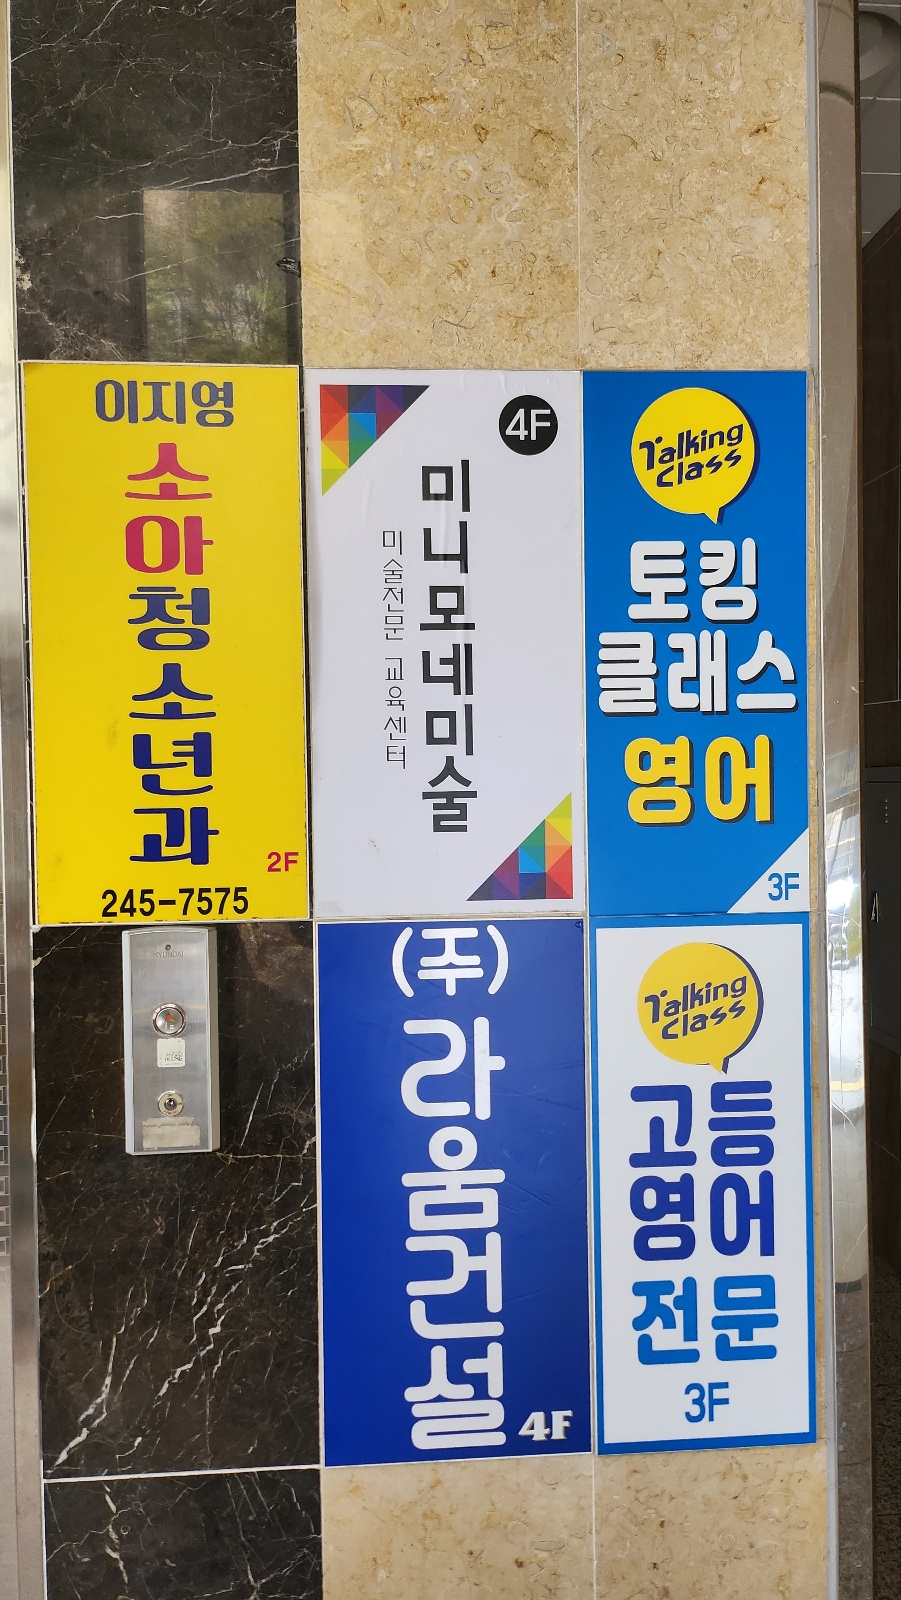 이지영
소아청소년과
2F
245-7575
4F
미니모네미술
미술전문 교육센터
Talking
Class
토킹
클래스
영어
3F
HYUNDAI
(주)
라움건설
4F
Talking
Class
고등
영어
전문
3F